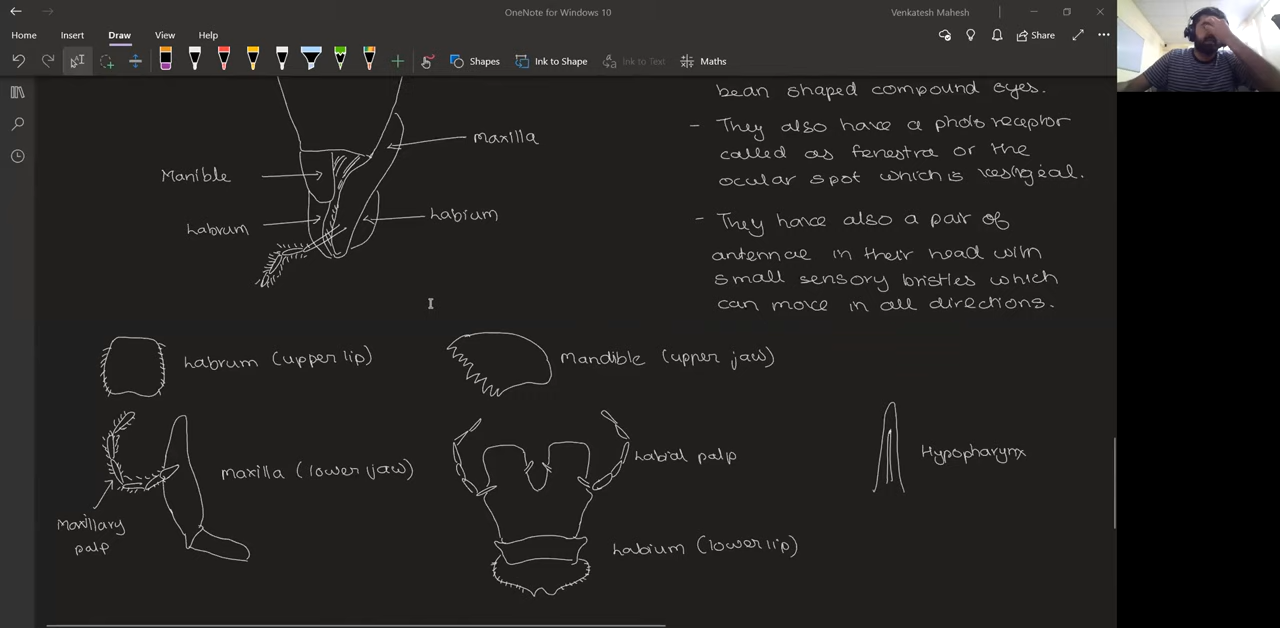 OneNote for Windows 10
Venkatesh Mahesh
Home
Insert
Draw
View
Help
Share
Shapes
Ink to Shape
Ink to Text
Maths
bean shaped compound eyes.
- They also have a photo receptor
called as fenestra or the
ocular spot which is vesingeal.
- They have also a pair of
antennae in their head with
small sensory bristles which
can move in all directions.
maxilla
Manible
labrum
labium
labrum (upper lip)
Mandible (upper jaw)
maxilla (lower jaw)
Maxillary
palp
labial palp
labium (lower lip)
Hypopharynx